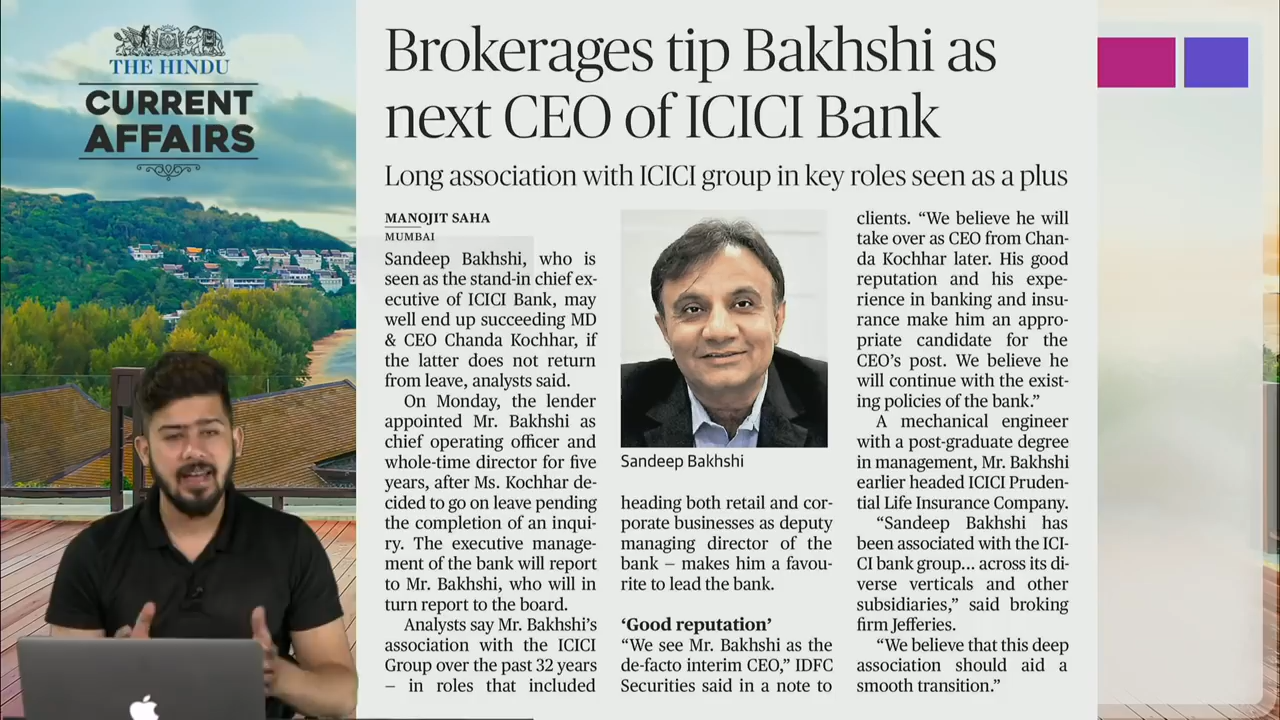 THE HINDU
CURRENT
AFFAIRS
Brokerages tip Bakhshi as
next CEO of ICICI Bank
Long association with ICICI group in key roles seen as a plus
MANOJIT SAHA
MUMBAI
Sandeep Bakhshi, who is
seen as the stand-in chief ex-
ecutive of ICICI Bank, may
well end up succeeding MD
& CEO Chanda Kochhar, if
the latter does not return
from leave, analysts said.
On Monday, the lender
appointed Mr. Bakhshi as
chief operating officer and
whole-time director for five
years, after Ms. Kochhar de-
cided to go on leave pending
the completion of an inqui-
ry. The executive manage-
ment of the bank will report
to Mr. Bakhshi, who will in
turn report to the board.
Analysts say Mr. Bakhshi’s
association with the ICICI
Group over the past 32 years
– in roles that included
Sandeep Bakhshi
heading both retail and cor-
porate businesses as deputy
managing director of the
bank – makes him a favou-
rite to lead the bank.
‘Good reputation’
“We see Mr. Bakhshi as the
de-facto interim CEO,” IDFC
Securities said in a note to
clients. “We believe he will
take over as CEO from Chan-
da Kochhar later. His good
reputation and his expe-
rience in banking and insu-
rance make him an appro-
priate candidate for the
CEO’s post. We believe he
will continue with the exist-
ing policies of the bank.”
A mechanical engineer
with a post-graduate degree
in management, Mr. Bakhshi
earlier headed ICICI Pruden-
tial Life Insurance Company.
“Sandeep Bakhshi has
been associated with the ICI-
CI bank group... across its di-
verse verticals and other
subsidiaries,” said broking
firm Jefferies.
“We believe that this deep
association should aid a
smooth transition.”